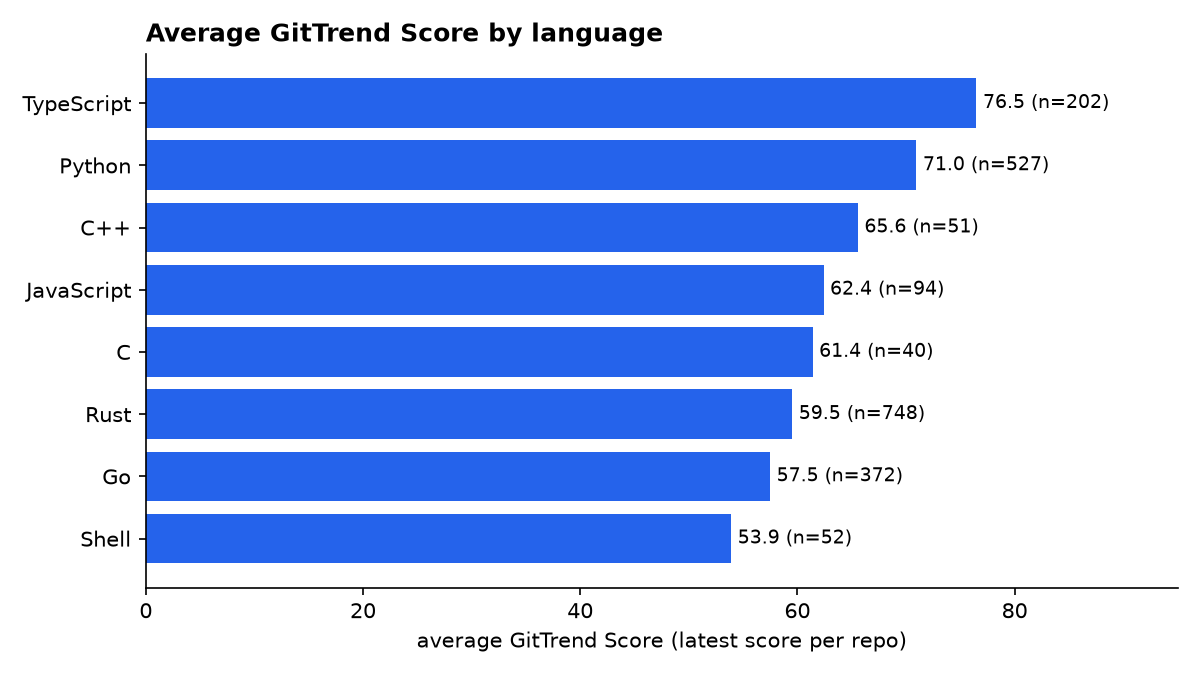 Average GitTrend Score by language
TypeScript 76.5 (n=202)
Python 71.0 (n=527)
C++ 65.6 (n=51)
JavaScript 62.4 (n=94)
C 61.4 (n=40)
Rust 59.5 (n=748)
Go 57.5 (n=372)
Shell 53.9 (n=52)
0 20 40 60 80
average GitTrend Score (latest score per repo)